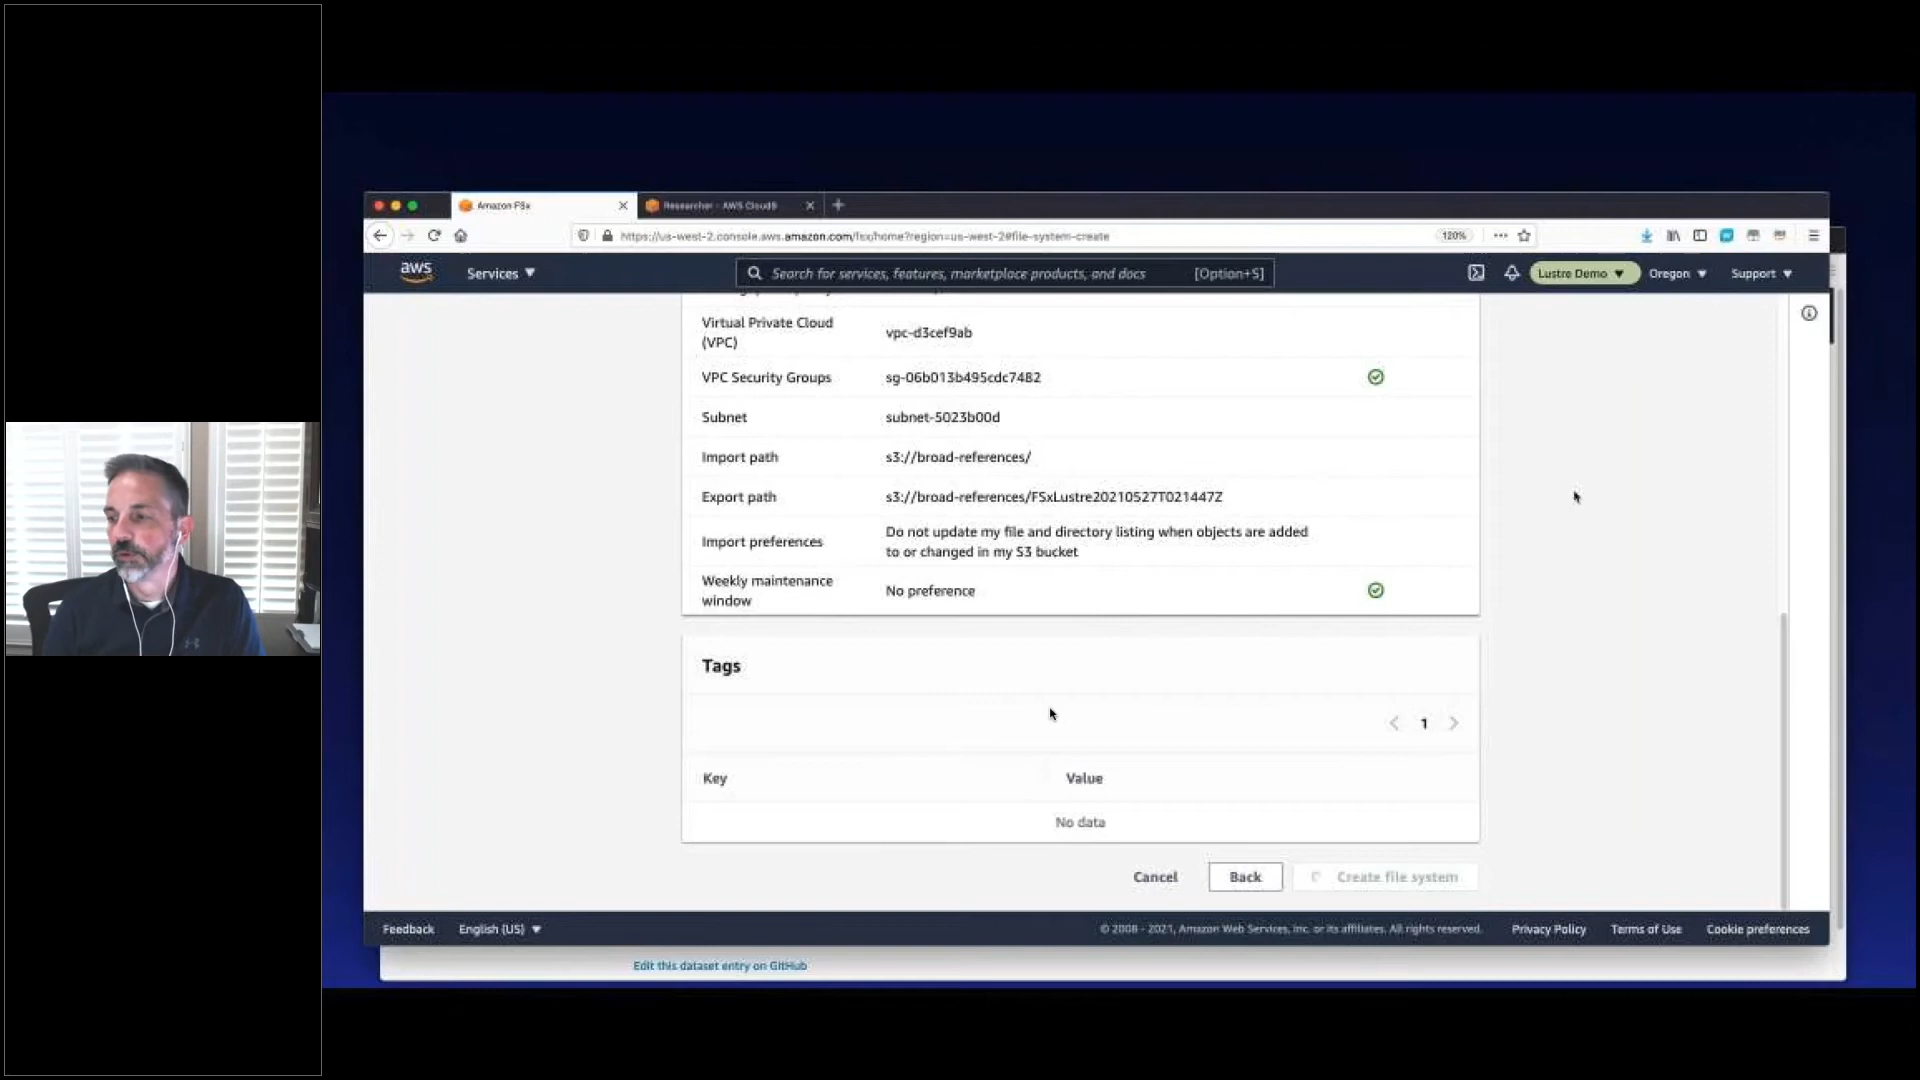 Amazon FSx
Researcher - AWS Cloud9
https://us-west-2.console.aws.amazon.com/fsx/home?region=us-west-2#file-system-create
120%
aws
Services
Search for services, features, marketplace products, and docs
[Option+S]
Lustre Demo
Oregon
Support
Virtual Private Cloud
(VPC)
vpc-d3cef9ab
VPC Security Groups
sg-06b013b495cdc7482
Subnet
subnet-5023b00d
Import path
s3://broad-references/
Export path
s3://broad-references/FSxLustre20210527T021447Z
Import preferences
Do not update my file and directory listing when objects are added
to or changed in my S3 bucket
Weekly maintenance
window
No preference
Tags
1
Key
Value
No data
Cancel
Back
Create file system
Feedback
English (US)
© 2008 - 2021, Amazon Web Services, Inc. or its affiliates. All rights reserved.
Privacy Policy
Terms of Use
Cookie preferences
Edit this dataset entry on GitHub